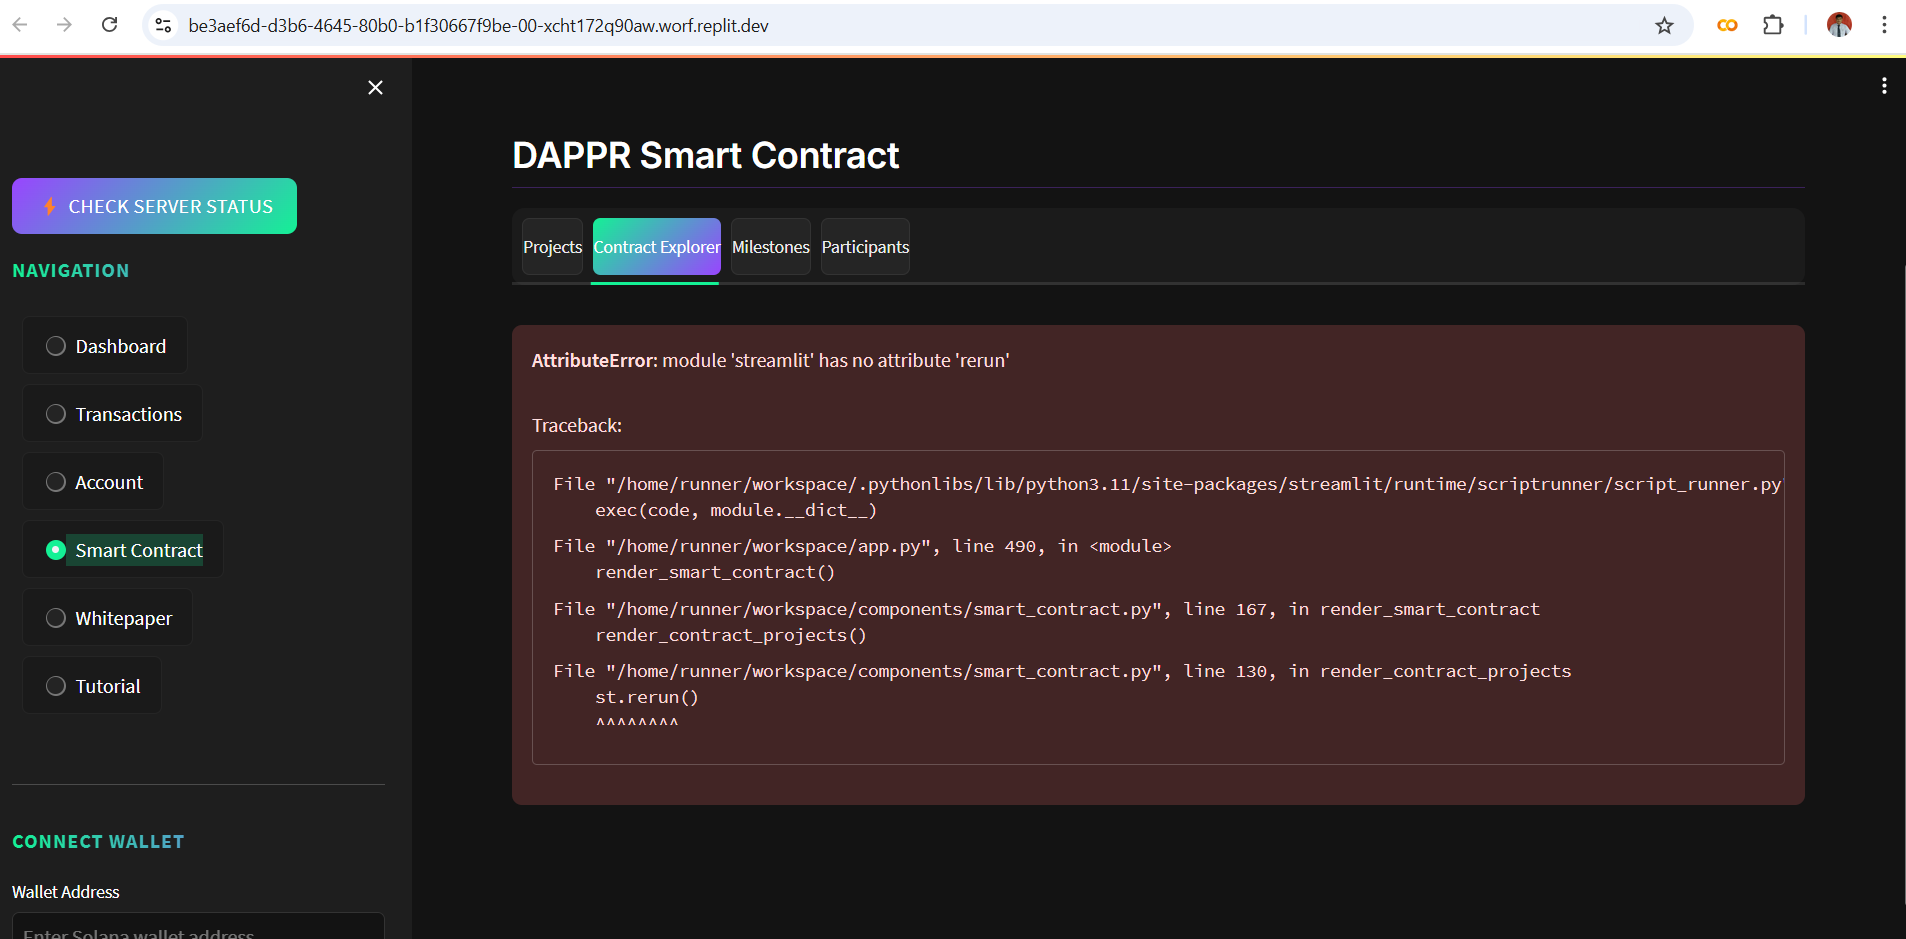 be3aef6d-d3b6-4645-80b0-b1f30667f9be-00-xcht172q90aw.worf.replit.dev
CHECK SERVER STATUS
NAVIGATION
Dashboard
Transactions
Account
Smart Contract
Whitepaper
Tutorial
CONNECT WALLET
Wallet Address
Enter Solana wallet address
DAPPR Smart Contract
Projects Contract Explorer Milestones Participants
AttributeError: module 'streamlit' has no attribute 'rerun'
Traceback:
File "/home/runner/workspace/.pythonlibs/lib/python3.11/site-packages/streamlit/runtime/scriptrunner/script_runner.py"
exec(code, module.__dict__)
File "/home/runner/workspace/app.py", line 490, in <module>
render_smart_contract()
File "/home/runner/workspace/components/smart_contract.py", line 167, in render_smart_contract
render_contract_projects()
File "/home/runner/workspace/components/smart_contract.py", line 130, in render_contract_projects
st.rerun()
^^^^^^^^